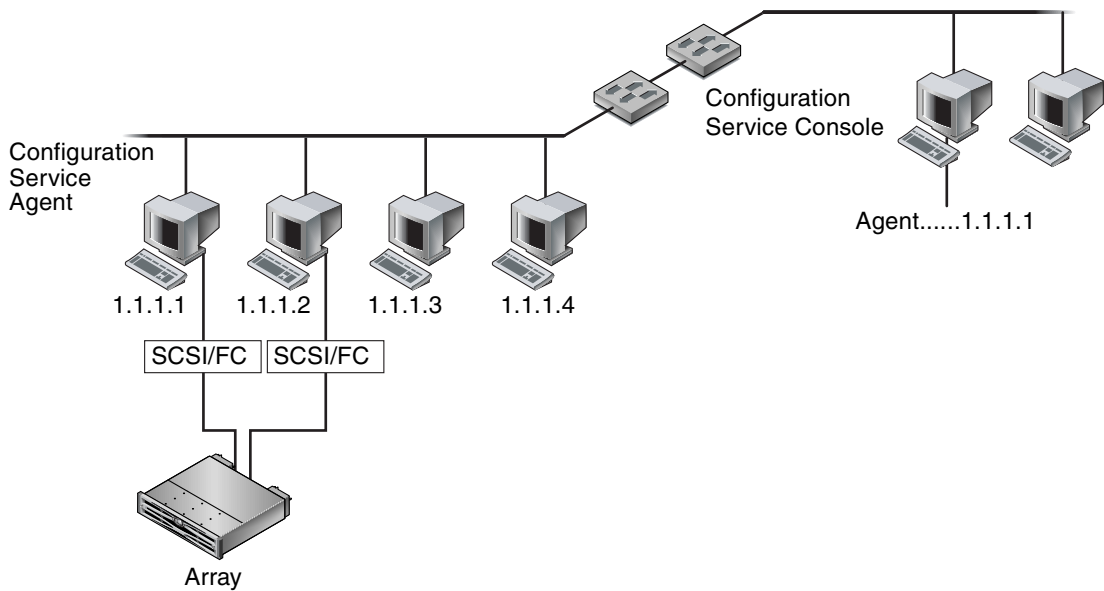 Configuration
Service Console
Configuration
Service
Agent
Agent......1.1.1.1
1.1.1.1
1.1.1.2
1.1.1.3
1.1.1.4
SCSI/FC
SCSI/FC
Array